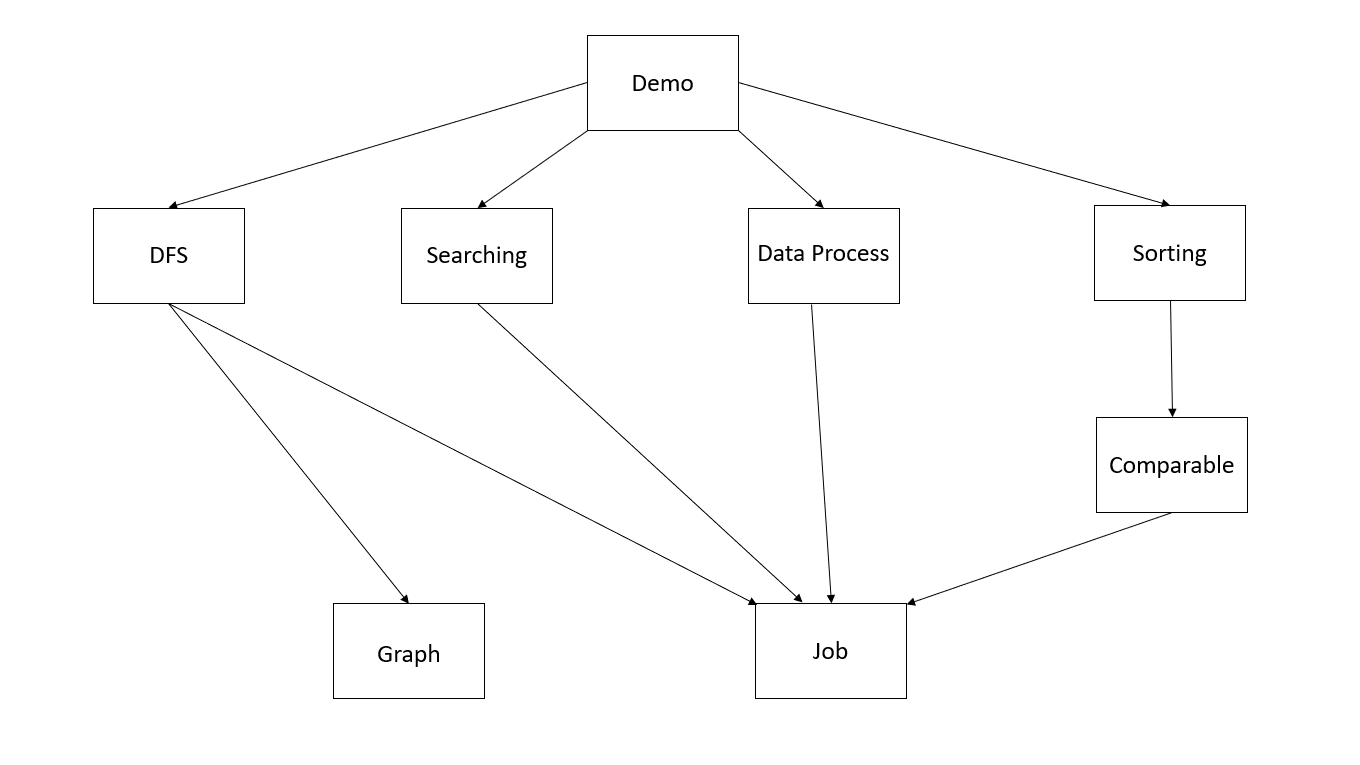 Demo
DFS
Searching
Data Process
Sorting
Comparable
Graph
Job